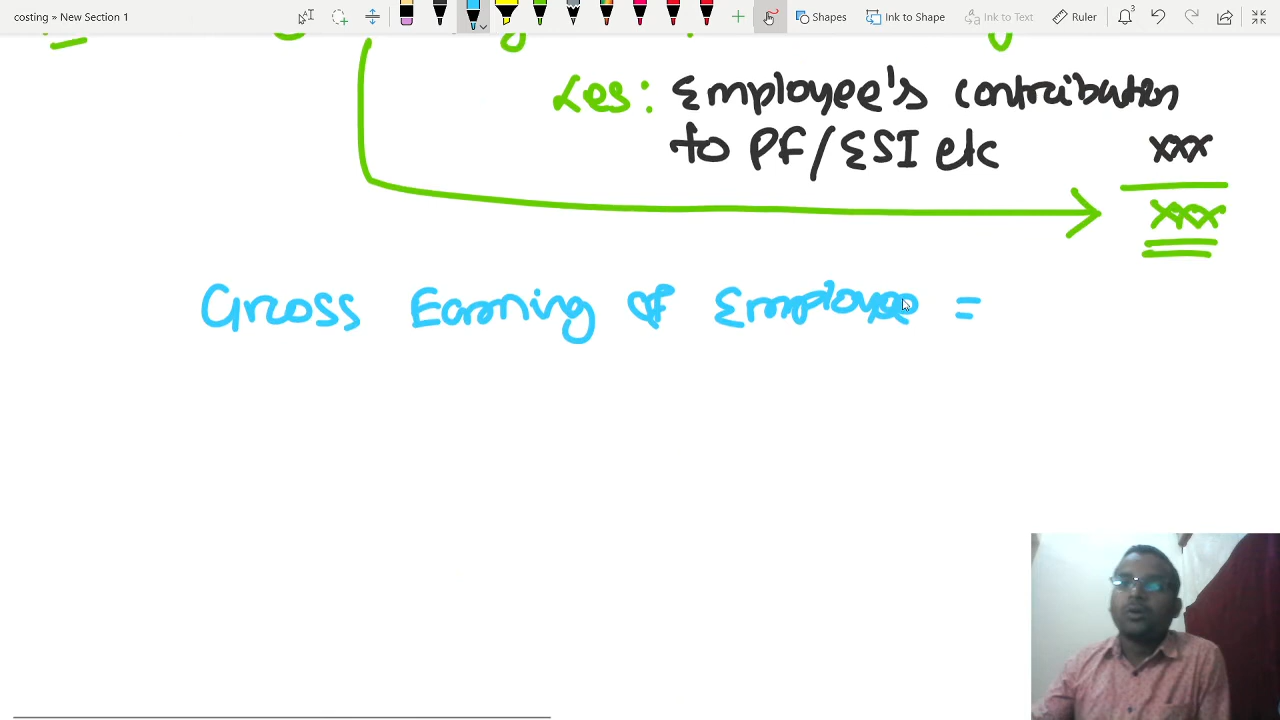 costing » New Section 1
Shapes Ink to Shape Ink to Text Ruler
Les: Employee's contribution
to PF/ESI etc xxx
xxx
Gross Earning of Employee =